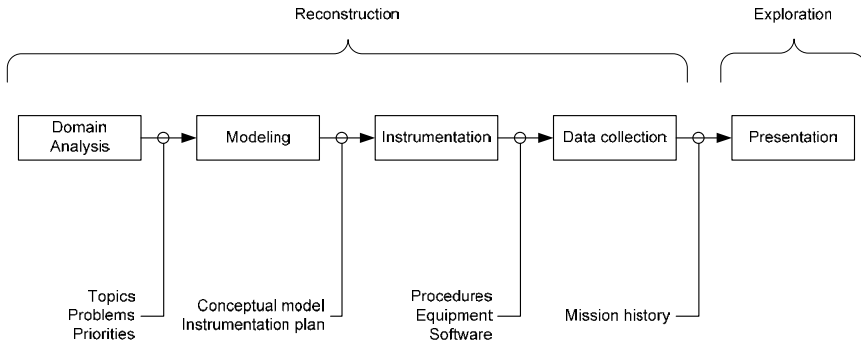 Reconstruction
Exploration
Domain
Analysis
Modeling
Instrumentation
Data collection
Presentation
Topics
Problems
Priorities
Conceptual model
Instrumentation plan
Procedures
Equipment
Software
Mission history